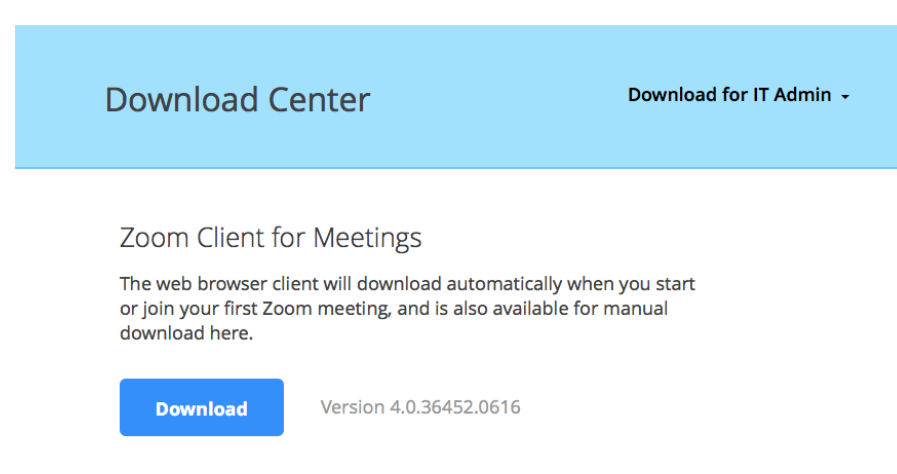 Download Center
Download for IT Admin
Zoom Client for Meetings
The web browser client will download automatically when you start
or join your first Zoom meeting, and is also available for manual
download here.
Download
Version 4.0.36452.0616